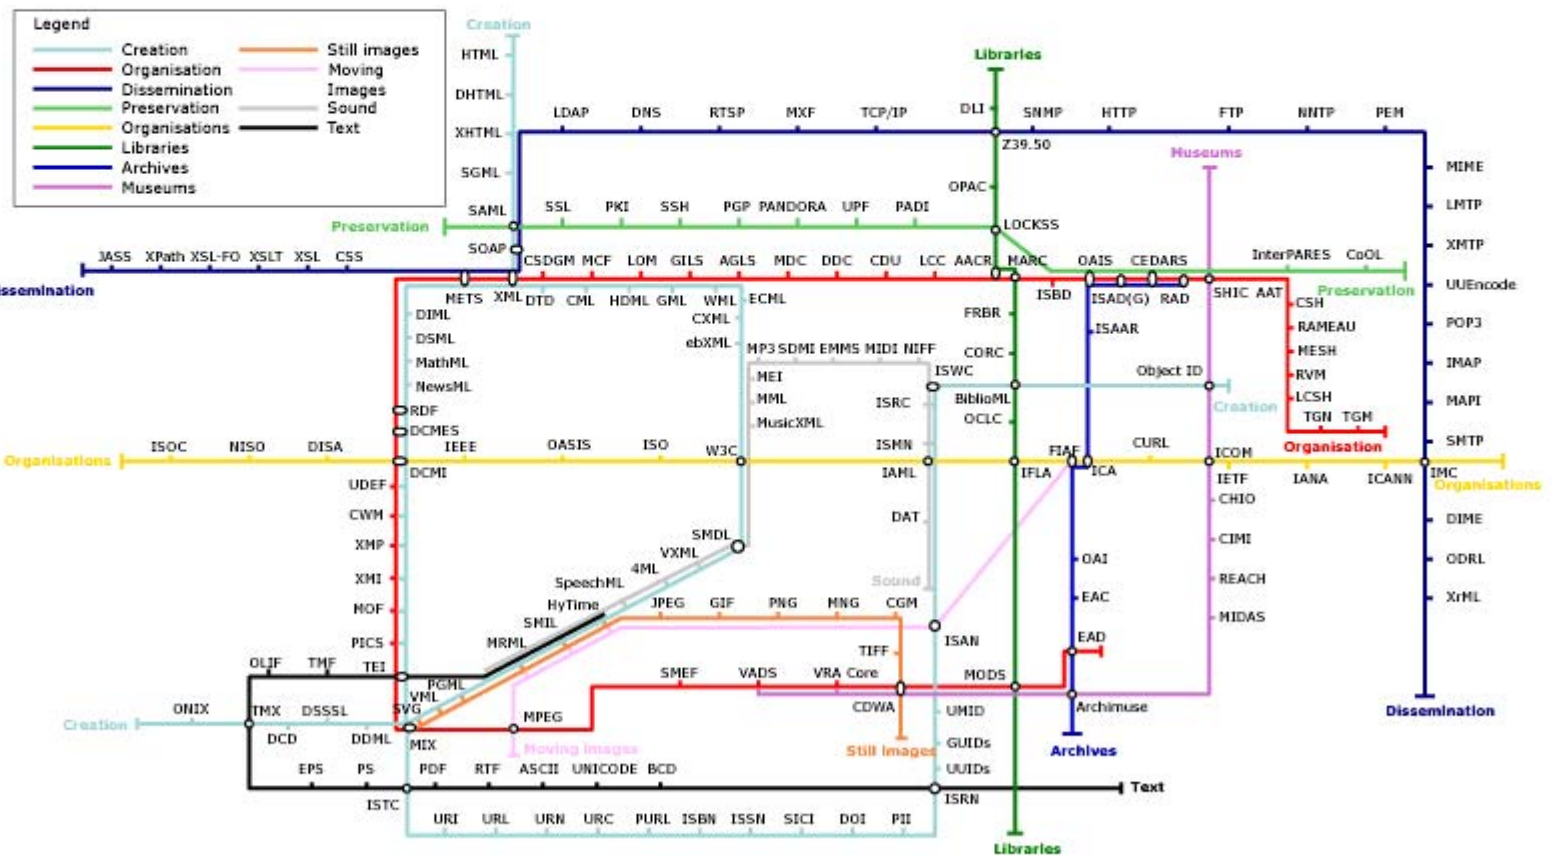 Legend
Creation
Organisation
Dissemination
Preservation
Organisations
Libraries
Archives
Museums
Still images
Moving
Images
Sound
Text
Creation
HTML
DHTML
XHTML
SGML
SAML
SOAP
Libraries
LDAP DNS RTSP MXF TCP/IP DLI SNMP HTTP FTP NNTP PEM
Z39.50
Museums
OPAC
MIME
LMTP
XMTP
UUEncode
POP3
IMAP
MAPI
SMTP
IMC
DIME
ODRL
XrML
Dissemination
Preservation
SSL PKI SSH PGP PANDORA UPF PADI LOCKSS
InterPARES CoOL
Preservation
JASS XPath XSL-FO XSLT XSL CSS
issemination
CSDGM MCF LOM GILS AGLS MDC DDC CDU LCC AACR MARC OAIS CEDARS
METS XML DTD CML HDML GML WML ECML
ISBD ISAD(G) RAD SHIC AAT
CSH
RAMEAU
MESH
RVM
LCSH
TGN TGM
Organisation
DIML
DSML
MathML
NewsML
RDF
DCMES
DCMI
CXML
ebXML
MP3 SDMI EMMS MIDI NIFF
MEI
MML
MusicXML
FRBR
CORC
ISAAR
ISWC
BiblioML
OCLC
Object ID
Creation
ISRC
ISMN
IAML
DAT
Sound
Organisations
ISOC NISO DISA IEEE OASIS ISO W3C
IFLA FIAF ICA CURL ICOM
IETF IANA ICANN
Organisations
CHIO
CIMI
REACH
MIDAS
UDEF
CWM
XMP
XMI
MOF
PICS
TEI
SMDL
VXML
4ML
SpeechML
HyTime
SMIL
MRML
PGML
VML
SVG
MIX
JPEG GIF PNG MNG CGM
TIFF
ISAN
OAI
EAC
EAD
OLIF TMF
SMEF VADS VRA Core MODS
CDWA
Still Images
Archimuse
Archives
Creation
ONIX TMX DSSSL
DCD DDML
MPEG
Moving Images
UMID
GUIDs
UUIDs
ISRN
EPS PS PDF RTF ASCII UNICODE BCD
ISTC
Text
URI URL URN URC PURL ISBN ISSN SICI DOI PII
Libraries